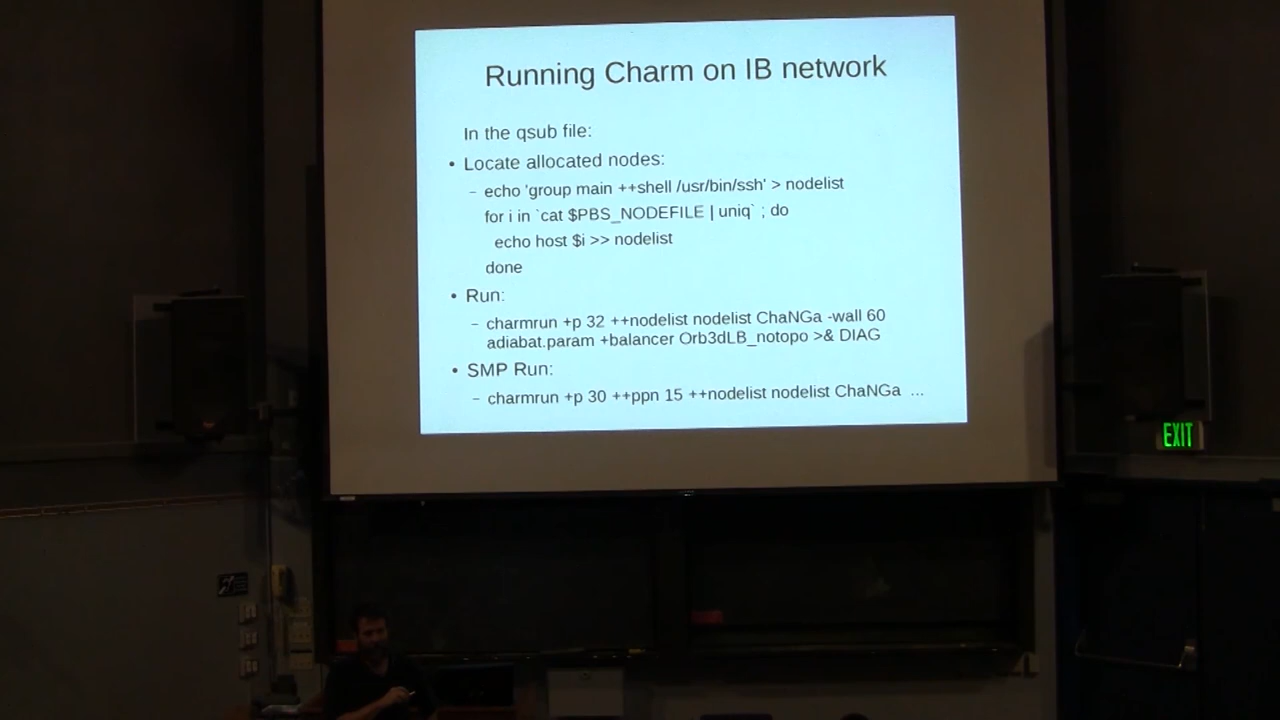 Running Charm on IB network
In the qsub file:
• Locate allocated nodes:
– echo 'group main ++shell /usr/bin/ssh' > nodelist
for i in `cat $PBS_NODEFILE | uniq` ; do
echo host $i >> nodelist
done
• Run:
– charmrun +p 32 ++nodelist nodelist ChaNGa -wall 60
adiabat.param +balancer Orb3dLB_notopo >& DIAG
• SMP Run:
– charmrun +p 30 ++ppn 15 ++nodelist nodelist ChaNGa ...
EXIT